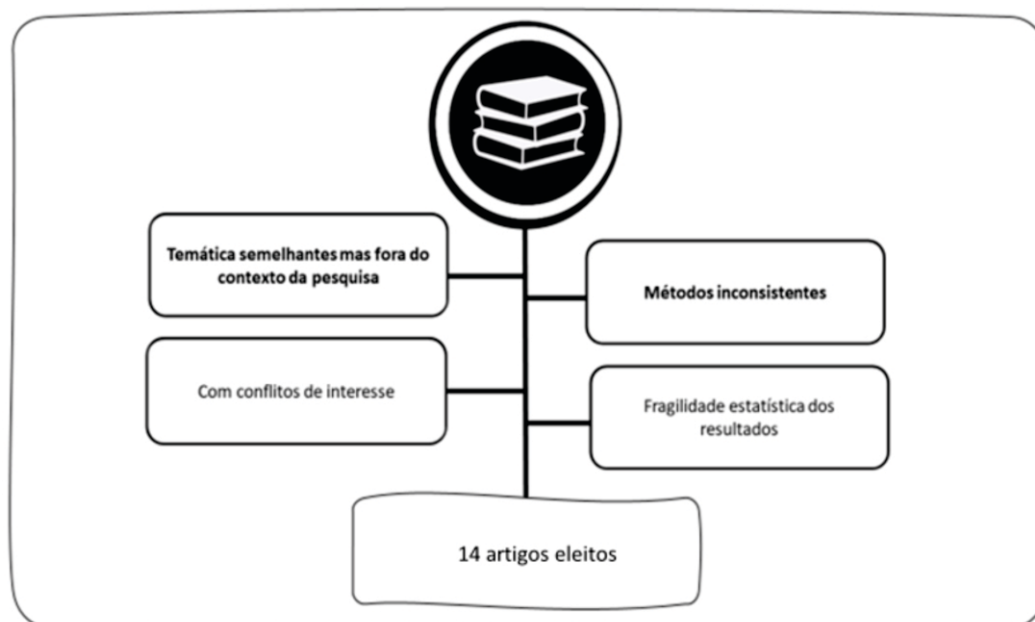 Temática semelhantes mas fora do
contexto da pesquisa
Métodos inconsistentes
Com conflitos de interesse
Fragilidade estatística dos
resultados
14 artigos eleitos